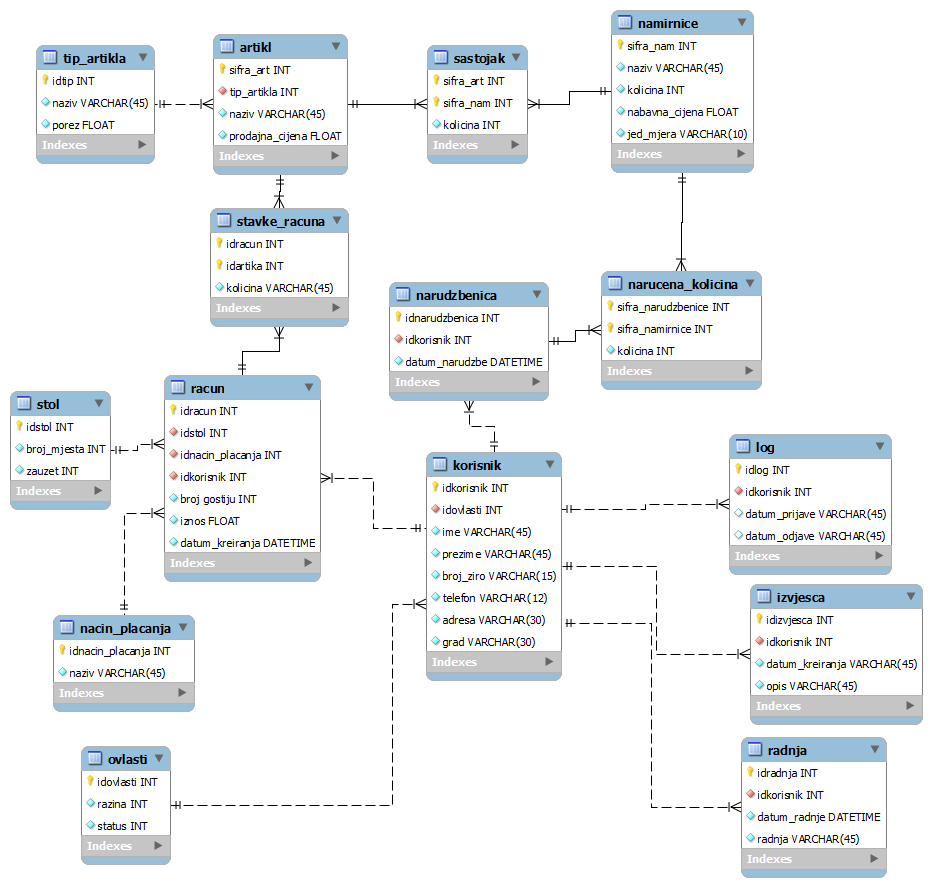 tip_artikla
idtip INT
naziv VARCHAR(45)
porez FLOAT
Indexes
artikl
sifra_art INT
tip_artikla INT
naziv VARCHAR(45)
prodajna_cijena FLOAT
Indexes
sastojak
sifra_art INT
sifra_nam INT
kolicina INT
Indexes
namirnice
sifra_nam INT
naziv VARCHAR(45)
kolicina INT
nabavna_cijena FLOAT
jed_mjera VARCHAR(10)
Indexes
stavke_racuna
idracun INT
idartika INT
kolicina VARCHAR(45)
Indexes
narudzbenica
idnarudzbenica INT
idkorisnik INT
datum_narudzbe DATETIME
Indexes
narucena_kolicina
sifra_narudzbenice INT
sifra_namirnice INT
kolicina INT
Indexes
stol
idstol INT
broj_mjesta INT
zauzet INT
Indexes
racun
idracun INT
idstol INT
idnacin_placanja INT
idkorisnik INT
broj gostiju INT
iznos FLOAT
datum_kreiranja DATETIME
Indexes
korisnik
idkorisnik INT
idovlasti INT
ime VARCHAR(45)
prezime VARCHAR(45)
broj_ziro VARCHAR(15)
telefon VARCHAR(12)
adresa VARCHAR(30)
grad VARCHAR(30)
Indexes
log
idlog INT
idkorisnik INT
datum_prijave VARCHAR(45)
datum_odjave VARCHAR(45)
Indexes
izvjesca
idizvjesca INT
idkorisnik INT
datum_kreiranja VARCHAR(45)
opis VARCHAR(45)
Indexes
nacin_placanja
idnacin_placanja INT
naziv VARCHAR(45)
Indexes
ovlasti
idovlasti INT
razina INT
status INT
Indexes
radnja
idradnja INT
idkorisnik INT
datum_radnje DATETIME
radnja VARCHAR(45)
Indexes